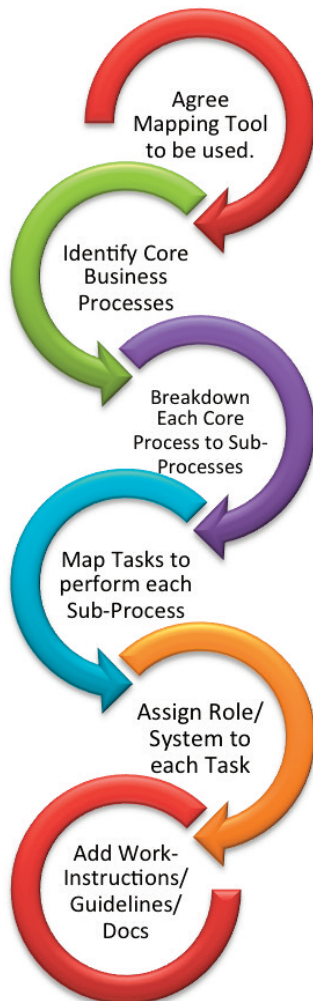 Agree
Mapping Tool
to be used.
Identify Core
Business
Processes
Breakdown
Each Core
Process to Sub-
Processes
Map Tasks to
perform each
Sub-Process
Assign Role/
System to
each Task
Add Work-
Instructions/
Guidelines/
Docs